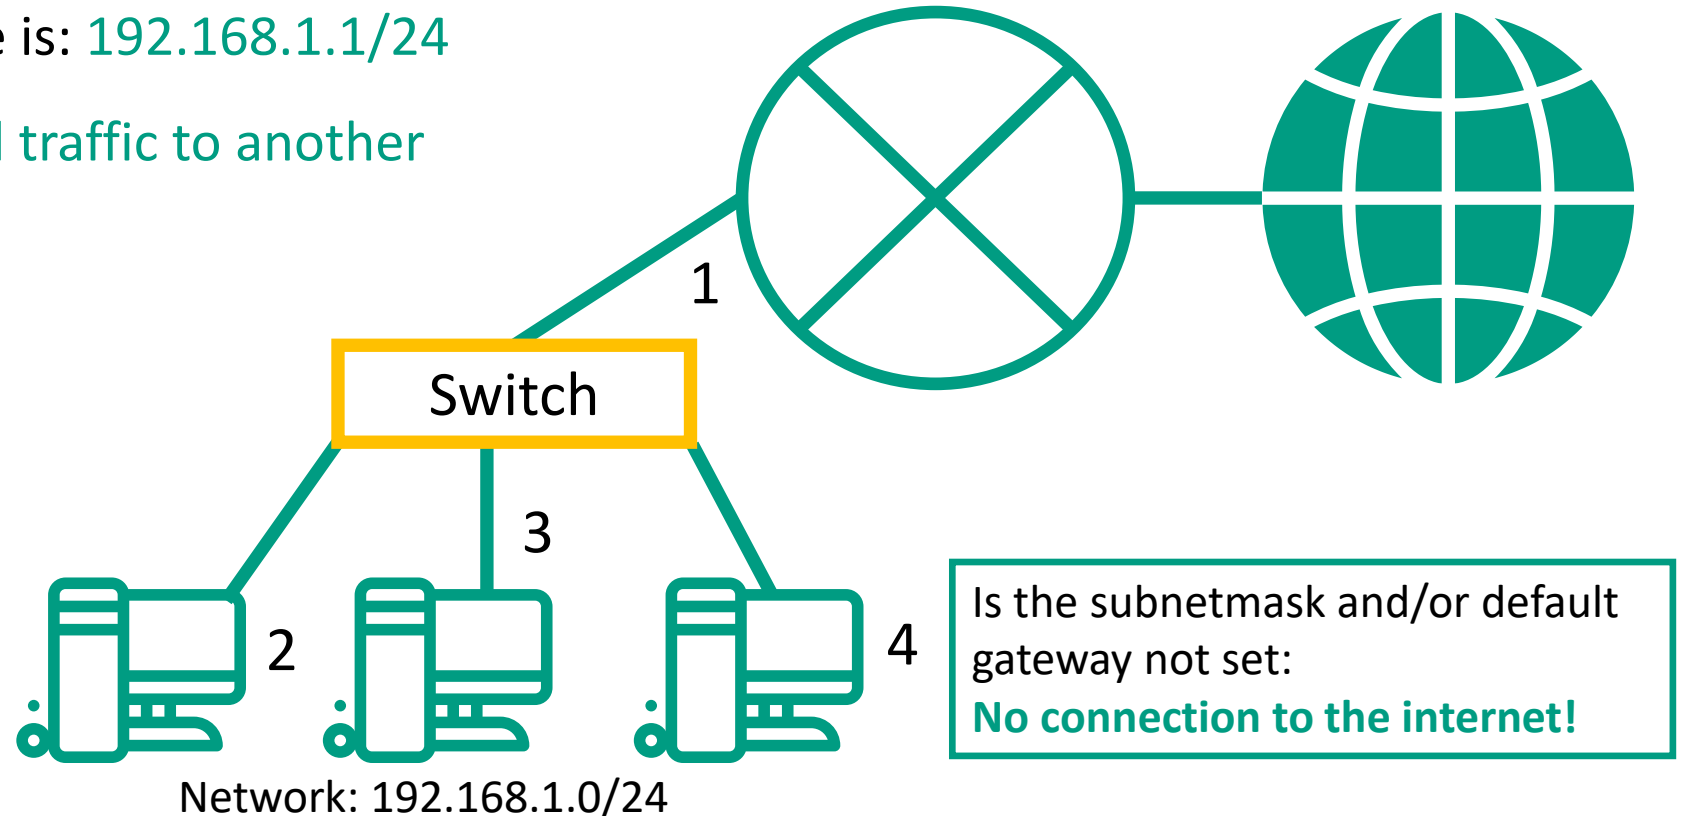 e is: 192.168.1.1/24
traffic to another
1
Switch
3
2
4
Is the subnetmask and/or default
gateway not set:
No connection to the internet!
Network: 192.168.1.0/24